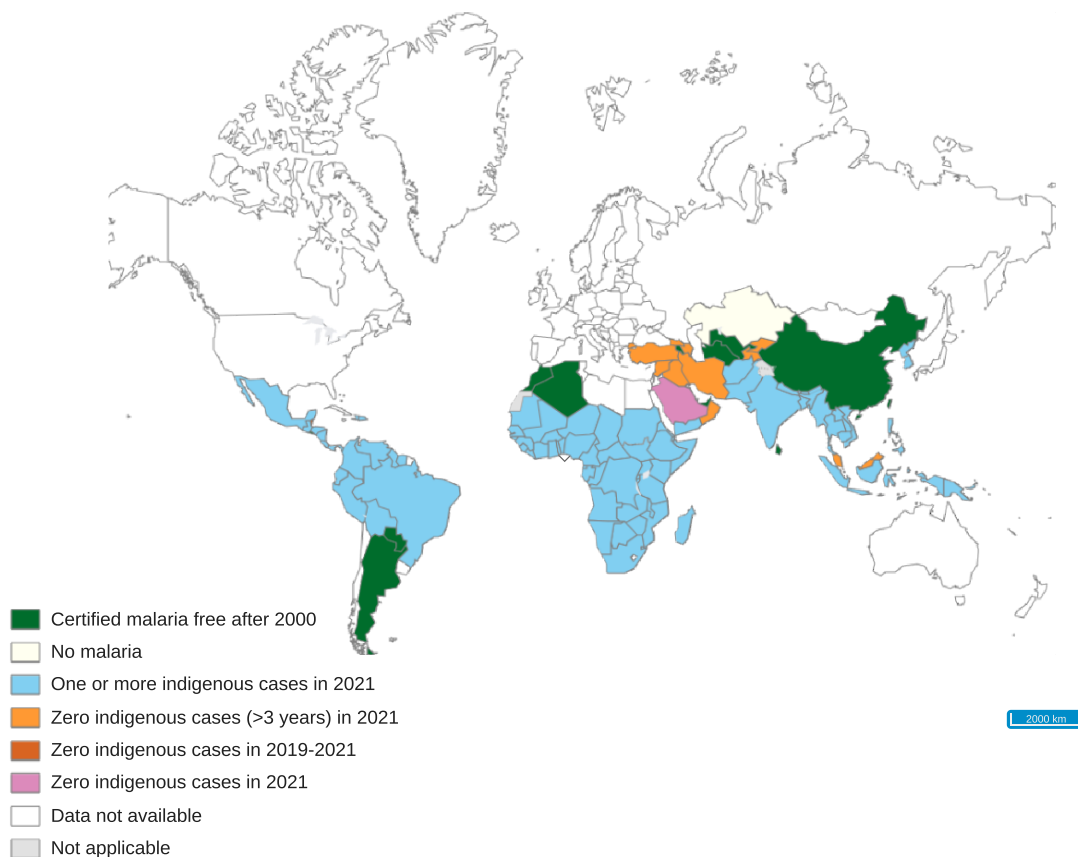 Certified malaria free after 2000
No malaria
One or more indigenous cases in 2021
Zero indigenous cases (>3 years) in 2021
Zero indigenous cases in 2019-2021
Zero indigenous cases in 2021
Data not available
Not applicable
2000 km